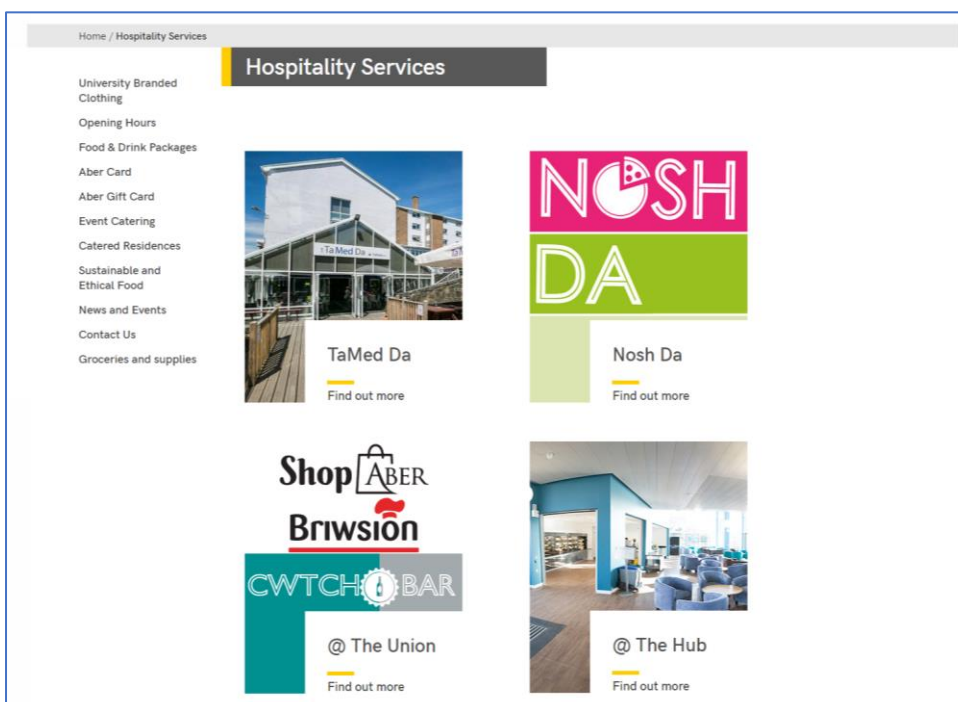 Home / Hospitality Services
Hospitality Services
University Branded
Clothing
Opening Hours
Food & Drink Packages
Aber Card
Aber Gift Card
Event Catering
Catered Residences
Sustainable and
Ethical Food
News and Events
Contact Us
Groceries and supplies
TaMed Da
TaMed Da
Find out more
NOSH
DA
Nosh Da
Find out more
Shop ABER
BRIWSION
CWTCH BAR
@ The Union
Find out more
@ The Hub
Find out more